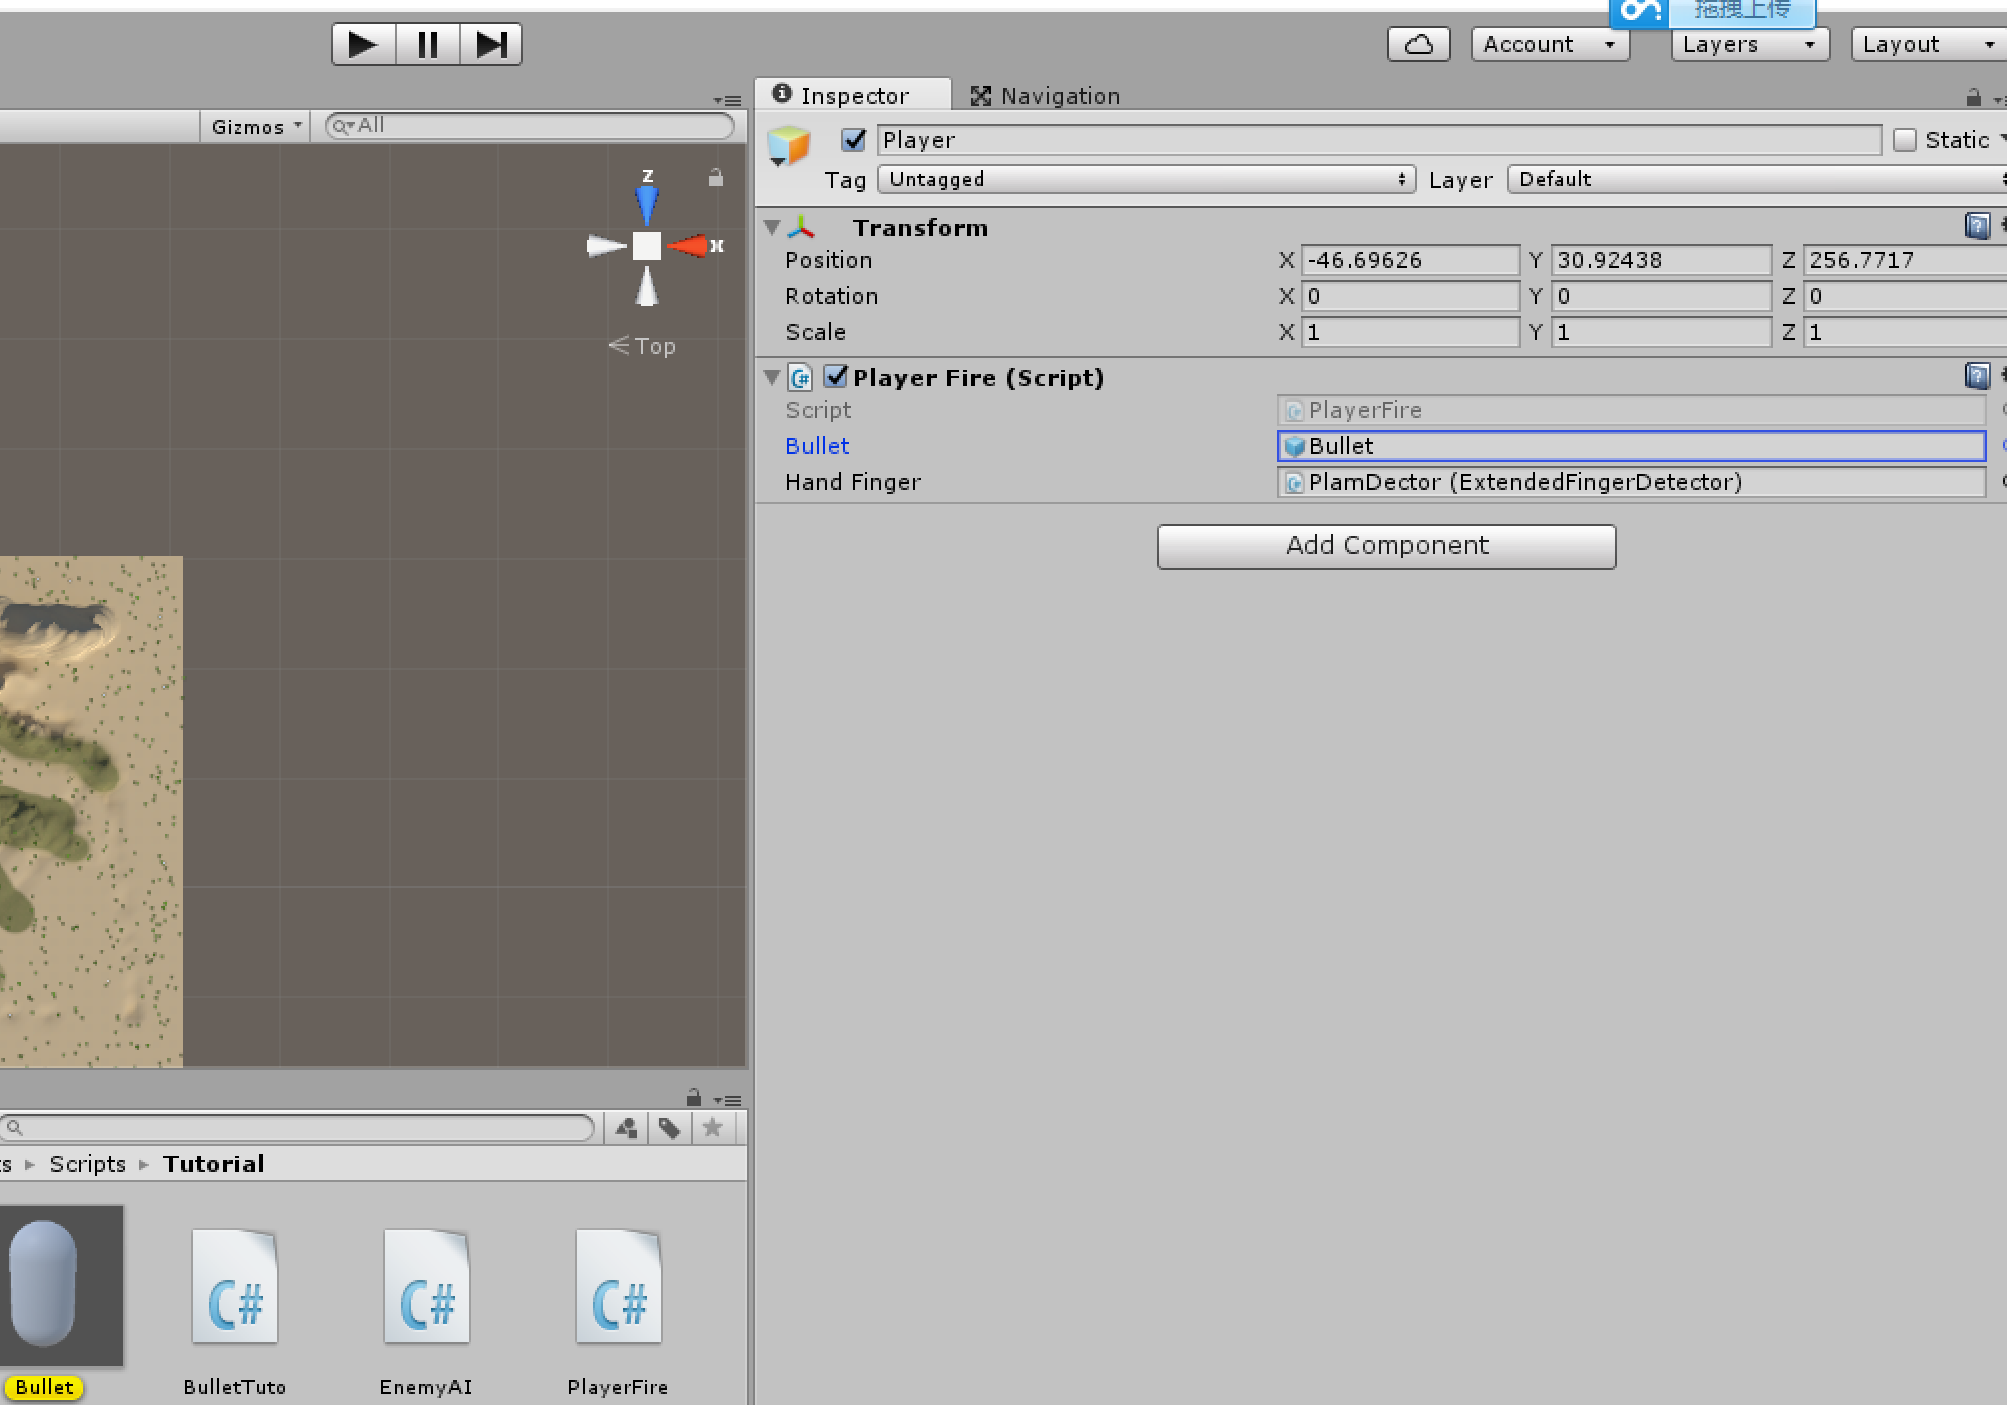 拖拽上传
Account
Layers
Layout
Inspector
Navigation
Gizmos
All
Player
Static
Tag
Untagged
Layer
Default
z
x
Top
Transform
Position X -46.69626 Y 30.92438 Z 256.7717
Rotation X 0 Y 0 Z 0
Scale X 1 Y 1 Z 1
Player Fire (Script)
Script PlayerFire
Bullet Bullet
Hand Finger PlamDector (ExtendedFingerDetector)
Add Component
Scripts Tutorial
C# C# C#
Bullet BulletTuto EnemyAI PlayerFire